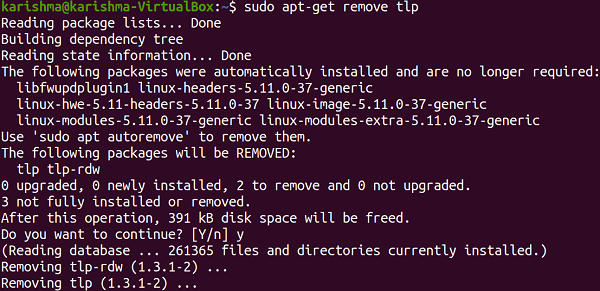 karishma@karishma-VirtualBox:~$ sudo apt-get remove tlp
Reading package lists... Done
Building dependency tree
Reading state information... Done
The following packages were automatically installed and are no longer required:
  libfwupdplugin1 linux-headers-5.11.0-37-generic
  linux-hwe-5.11-headers-5.11.0-37 linux-image-5.11.0-37-generic
  linux-modules-5.11.0-37-generic linux-modules-extra-5.11.0-37-generic
Use 'sudo apt autoremove' to remove them.
The following packages will be REMOVED:
  tlp tlp-rdw
0 upgraded, 0 newly installed, 2 to remove and 0 not upgraded.
3 not fully installed or removed.
After this operation, 391 kB disk space will be freed.
Do you want to continue? [Y/n] y
(Reading database ... 261365 files and directories currently installed.)
Removing tlp-rdw (1.3.1-2) ...
Removing tlp (1.3.1-2) ...